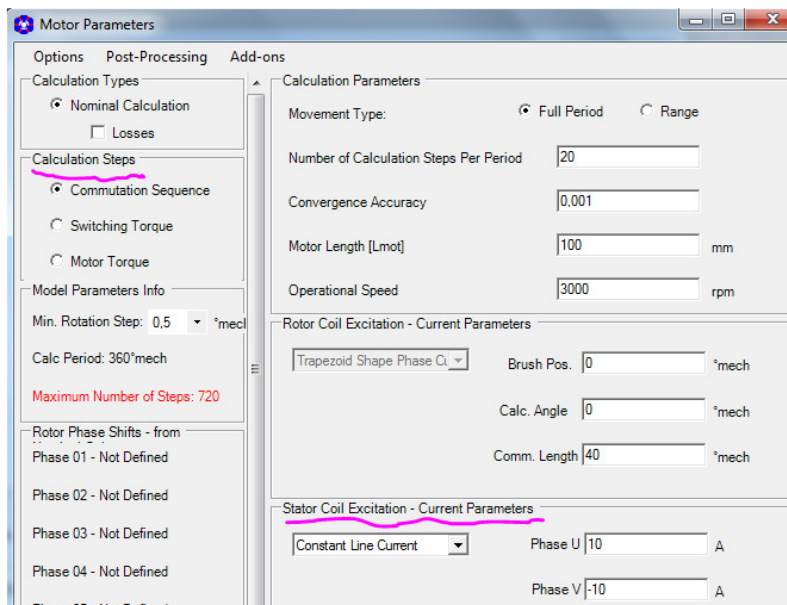 Motor Parameters
Options Post-Processing Add-ons
Calculation Types
Nominal Calculation
Losses
Calculation Steps
Commutation Sequence
Switching Torque
Motor Torque
Model Parameters Info
Min. Rotation Step: 0,5 °mecl
Calc Period: 360°mech
Maximum Number of Steps: 720
Rotor Phase Shifts - from
Phase 01 - Not Defined
Phase 02 - Not Defined
Phase 03 - Not Defined
Phase 04 - Not Defined
Calculation Parameters
Movement Type: Full Period Range
Number of Calculation Steps Per Period 20
Convergence Accuracy 0,001
Motor Length [Lmot] 100 mm
Operational Speed 3000 rpm
Rotor Coil Excitation - Current Parameters
Trapezoid Shape Phase Cu Brush Pos. 0 °mech
Calc. Angle 0 °mech
Comm. Length 40 °mech
Stator Coil Excitation - Current Parameters
Constant Line Current Phase U 10 A
Phase V -10 A